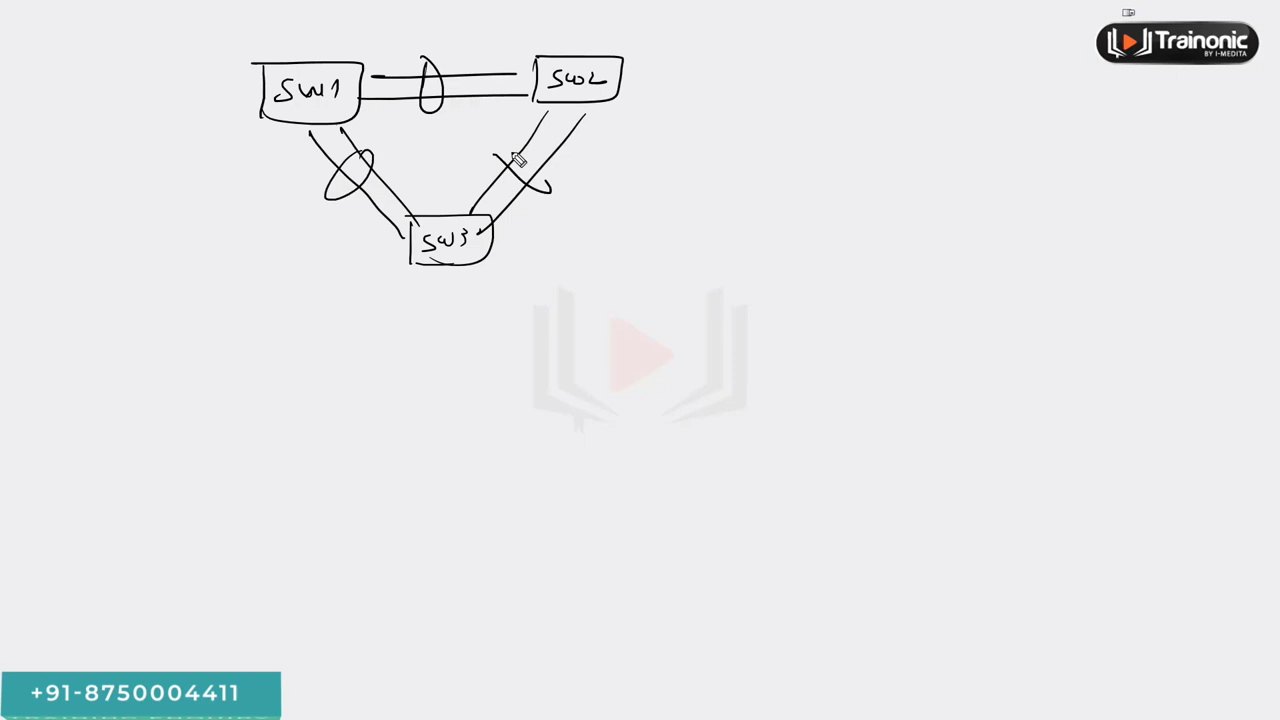 Trainonic
BY I-MEDITA
SW1
SW2
SW3
+91-8750004411